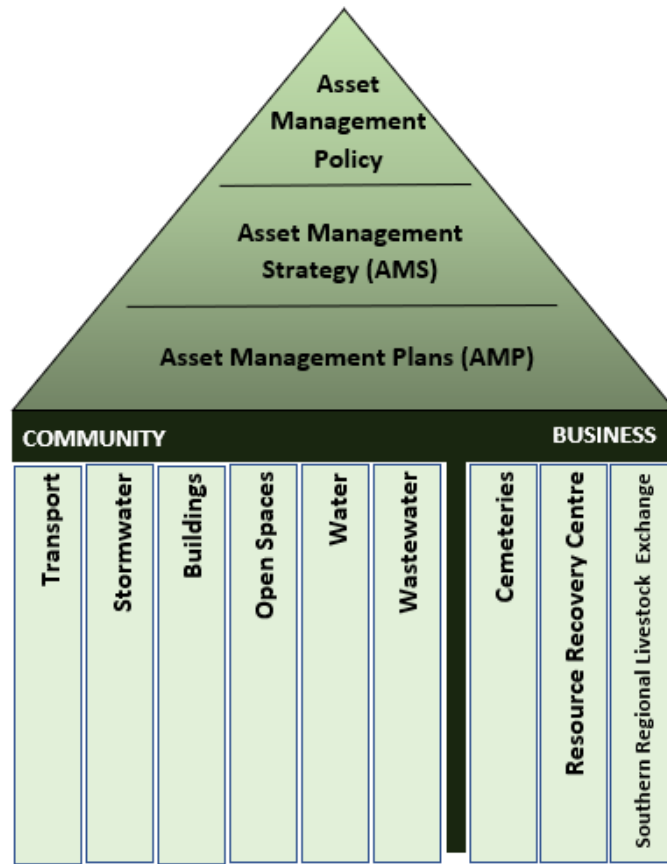 Asset
Management
Policy
Asset Management
Strategy (AMS)
Asset Management Plans (AMP)
COMMUNITY
BUSINESS
Transport
Stormwater
Buildings
Open Spaces
Water
Wastewater
Cemeteries
Resource Recovery Centre
Southern Regional Livestock Exchange